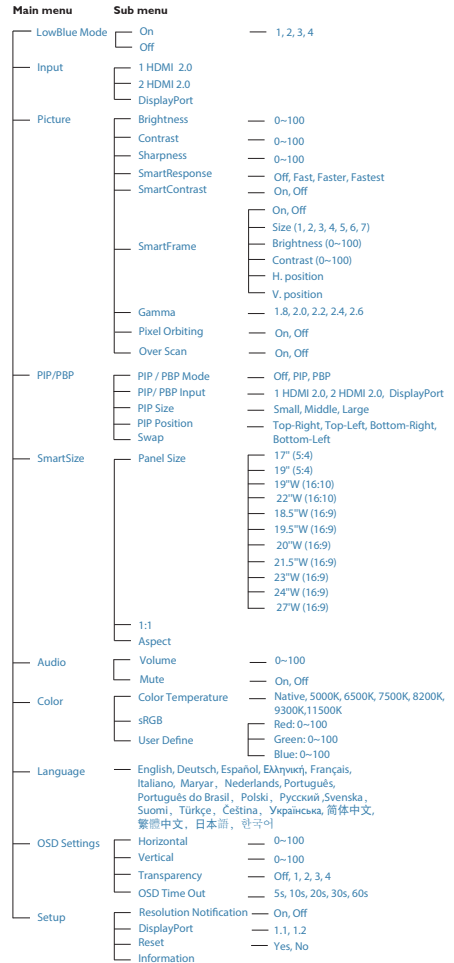 Main menu Sub menu
LowBlue Mode On 1, 2, 3, 4
Off
Input 1 HDMI 2.0
2 HDMI 2.0
DisplayPort
Picture Brightness 0~100
Contrast 0~100
Sharpness 0~100
SmartResponse Off, Fast, Faster, Fastest
SmartContrast On, Off
SmartFrame On, Off
Size (1, 2, 3, 4, 5, 6, 7)
Brightness (0~100)
Contrast (0~100)
H. position
V. position
Gamma 1.8, 2.0, 2.2, 2.4, 2.6
Pixel Orbiting On, Off
Over Scan On, Off
PIP/PBP PIP / PBP Mode Off, PIP, PBP
PIP/ PBP Input 1 HDMI 2.0, 2 HDMI 2.0, DisplayPort
PIP Size Small, Middle, Large
PIP Position Top-Right, Top-Left, Bottom-Right,
Bottom-Left
Swap
SmartSize Panel Size 17" (5:4)
19" (5:4)
19"W (16:10)
22"W (16:10)
18.5"W (16:9)
19.5"W (16:9)
20"W (16:9)
21.5"W (16:9)
23"W (16:9)
24"W (16:9)
27'W (16:9)
1:1
Aspect
Audio Volume 0~100
Mute On, Off
Color Color Temperature Native, 5000K, 6500K, 7500K, 8200K,
9300K,11500K
sRGB
User Define Red: 0~100
Green: 0~100
Blue: 0~100
Language English, Deutsch, Español, Ελληνική, Français,
Italiano, Maryar, Nederlands, Português,
Português do Brasil, Polski, Русский ,Svenska,
Suomi, Türkçe, Čeština, Українська, 简体中文,
繁體中文, 日本語, 한국어
OSD Settings Horizontal 0~100
Vertical 0~100
Transparency Off, 1, 2, 3, 4
OSD Time Out 5s, 10s, 20s, 30s, 60s
Setup Resolution Notification On, Off
DisplayPort 1.1, 1.2
Reset Yes, No
Information